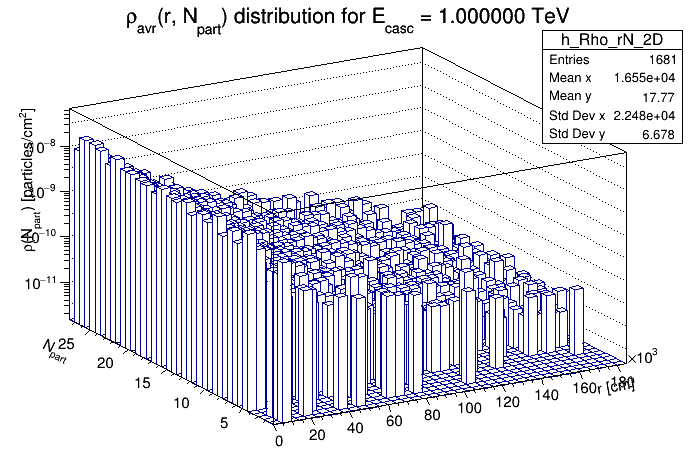 ρavr(r, Npart) distribution for Ecasc = 1.000000 TeV
h_Rho_rN_2D
Entries 1681
Mean x 1.655e+04
Mean y 17.77
Std Dev x 2.248e+04
Std Dev y 6.678
ρ(Npart) [particles/cm²]
10⁻⁸
10⁻⁹
10⁻¹⁰
10⁻¹¹
Npart
25
20
15
10
5
0
20
40
60
80
100
120
140
160
180
r [cm]
×10³